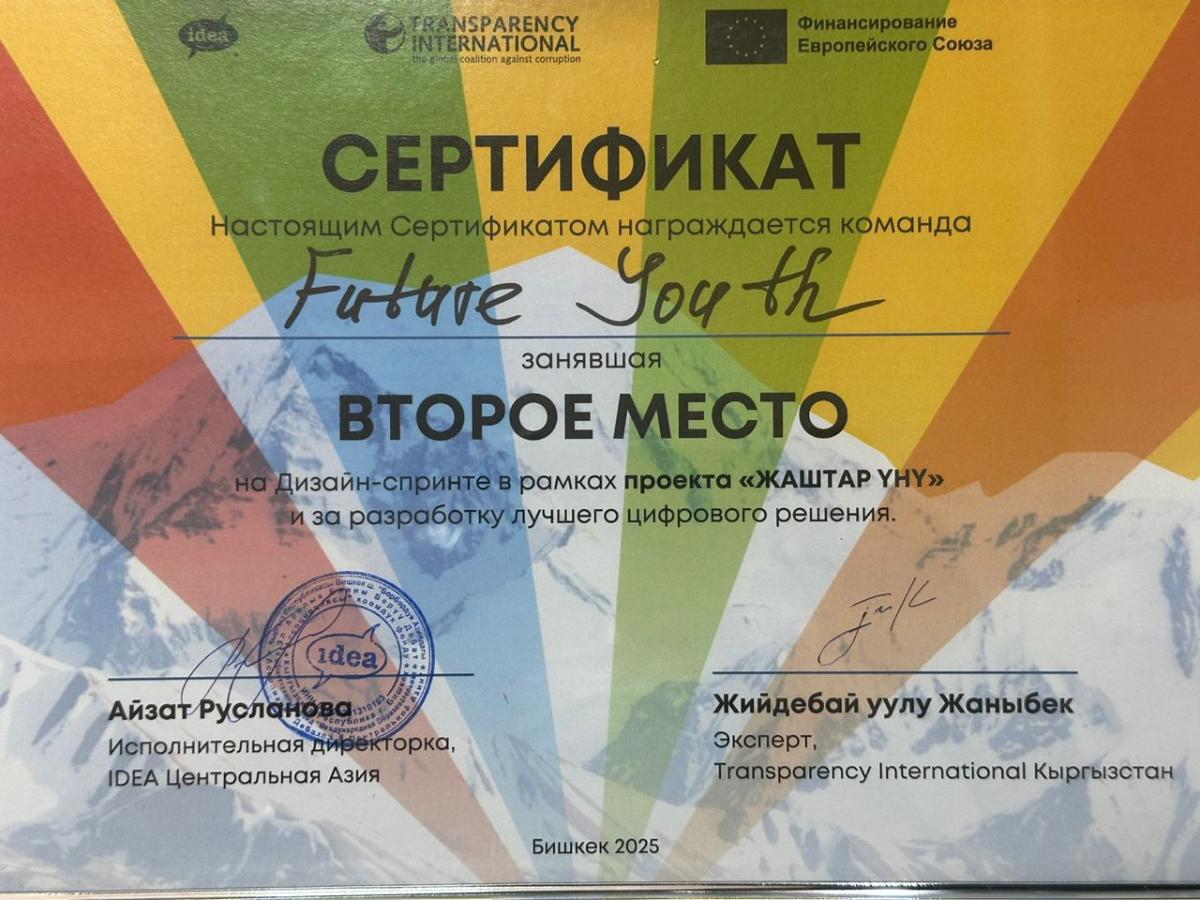 idea
TRANSPARENCY
INTERNATIONAL
the global coalition against corruption
Финансирование
Европейского Союза
СЕРТИФИКАТ
Настоящим Сертификатом награждается команда
Future Youth
занявшая
ВТОРОЕ МЕСТО
на Дизайн-спринте в рамках проекта «ЖАШТАР ҮНҮ»
и за разработку лучшего цифрового решения.
idea
Айзат Русланова
Исполнительная директорка,
IDEA Центральная Азия
Жийдебай уулу Жаныбек
Эксперт,
Transparency International Кыргызстан
Бишкек 2025